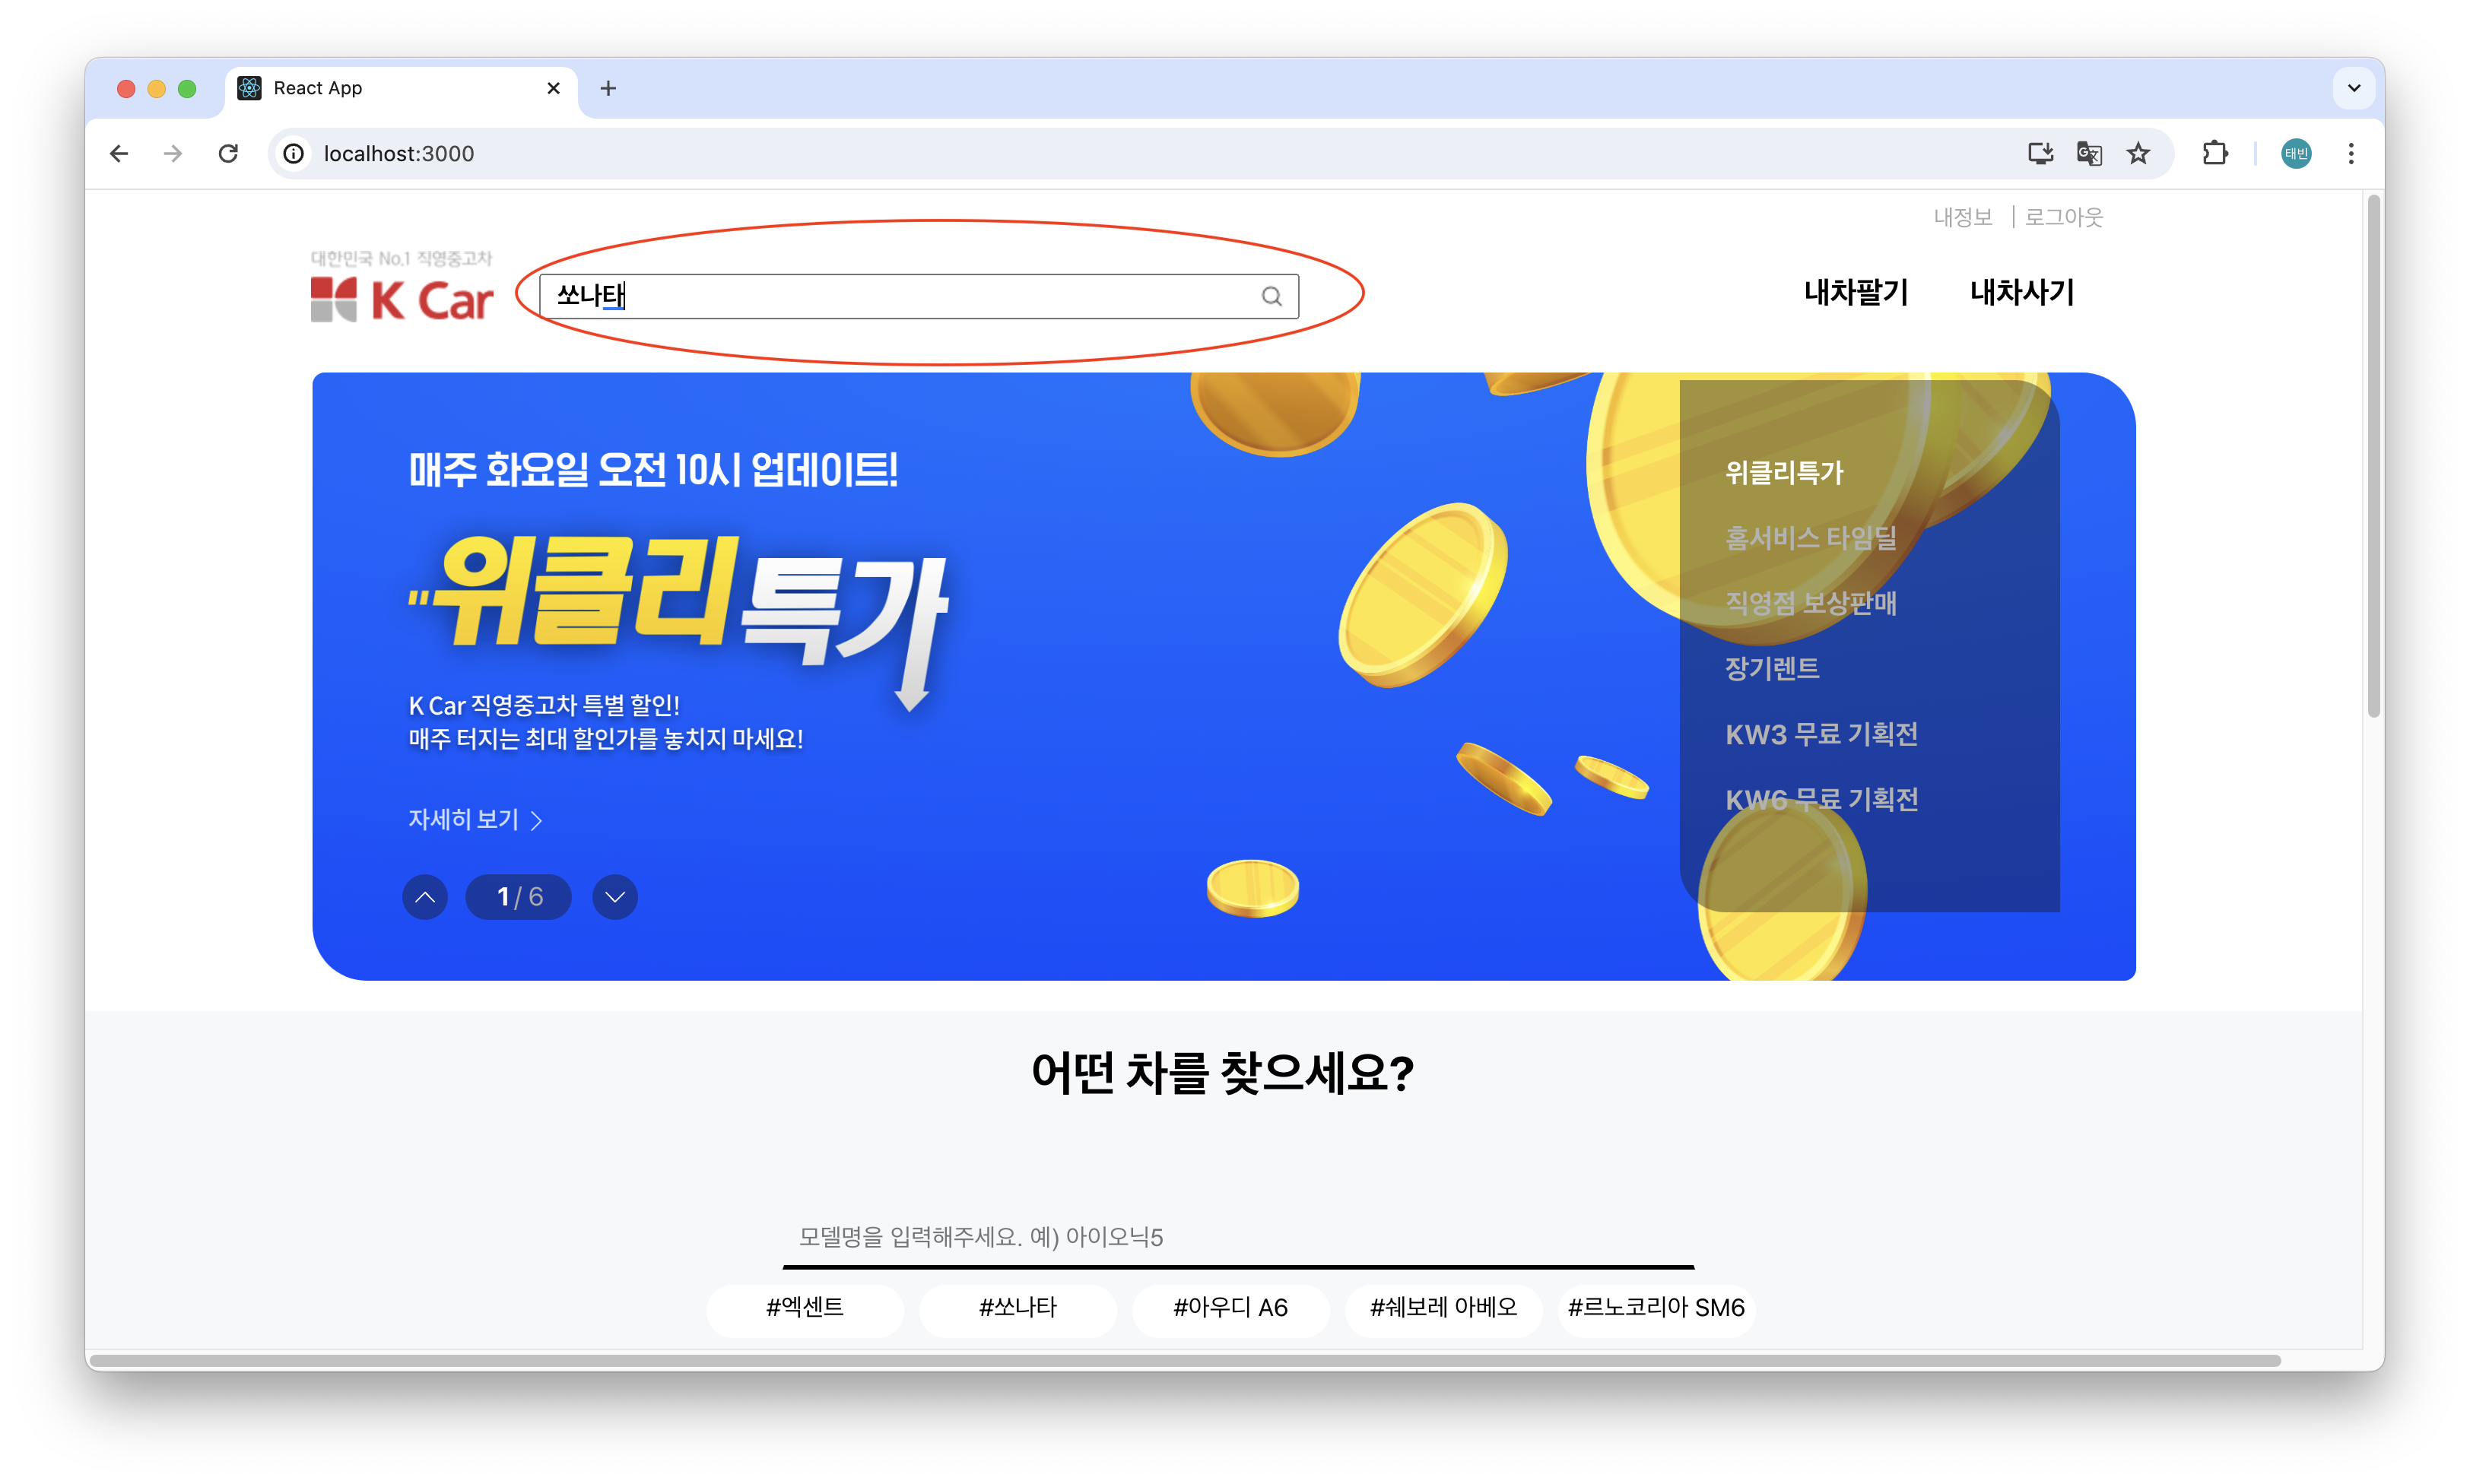 React App
localhost:3000
태빈
내정보 | 로그아웃
대한민국 No.1 직영중고차
K Car
쏘나타
내차팔기 내차사기
매주 화요일 오전 10시 업데이트!
위클리특가
K Car 직영중고차 특별 할인!
매주 터지는 최대 할인가를 놓치지 마세요!
자세히 보기
1 / 6
위클리특가
홈서비스 타임딜
직영점 보상판매
장기렌트
KW3 무료 기획전
KW6 무료 기획전
어떤 차를 찾으세요?
모델명을 입력해주세요. 예) 아이오닉5
#엑센트 #쏘나타 #아우디 A6 #쉐보레 아베오 #르노코리아 SM6